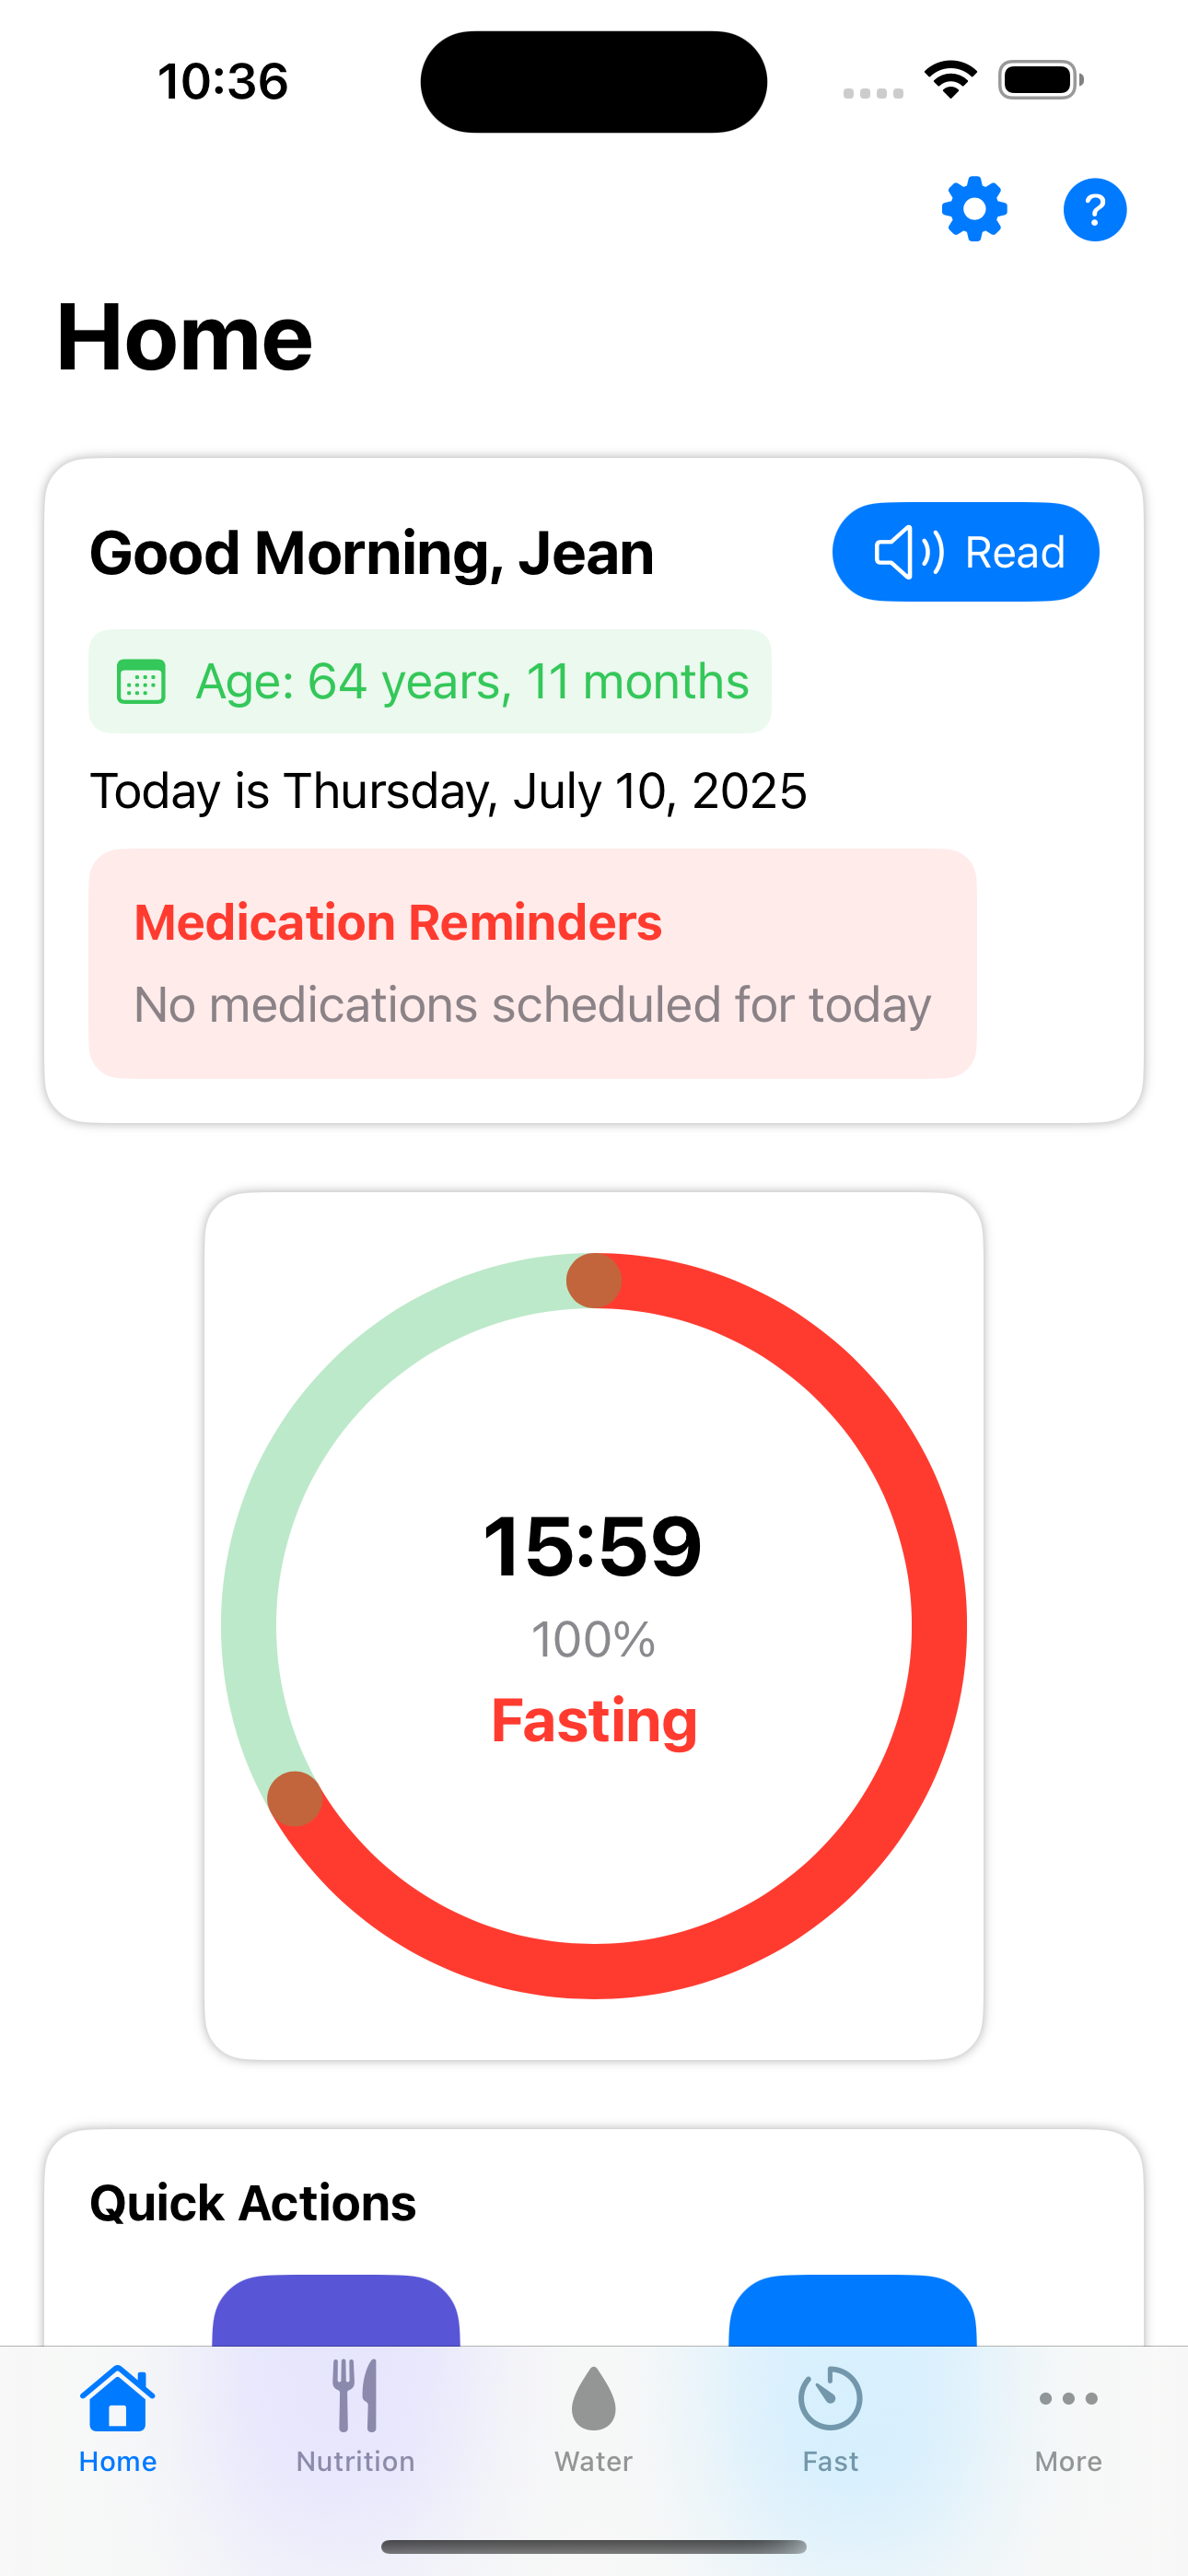 10:36
Home
Good Morning, Jean
Read
Age: 64 years, 11 months
Today is Thursday, July 10, 2025
Medication Reminders
No medications scheduled for today
15:59
100%
Fasting
Quick Actions
Home
Nutrition
Water
Fast
More